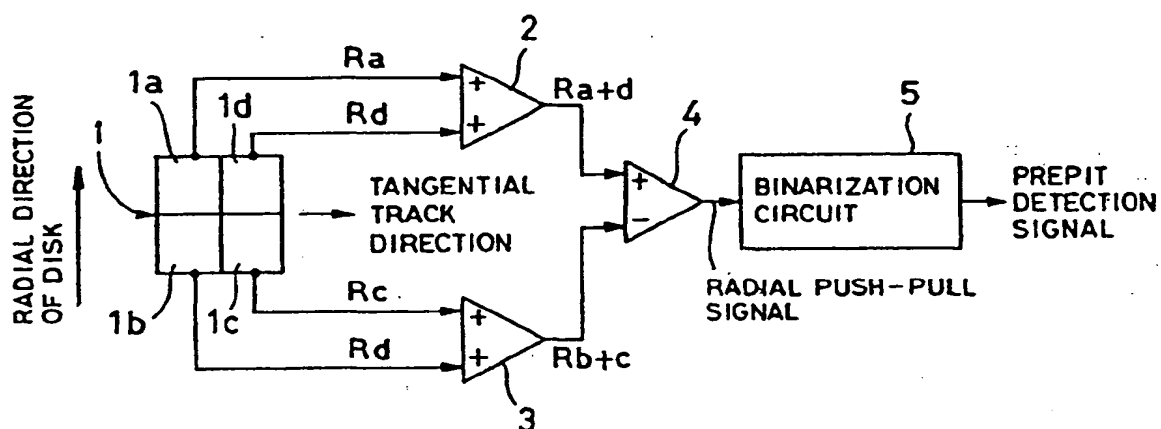 RADIAL DIRECTION
OF DISK
1
1a
1d
1b
1c
Ra
Rd
2
+
+
Ra+d
TANGENTIAL
TRACK
DIRECTION
Rc
Rd
+
+
3
Rb+c
4
+
−
RADIAL PUSH-PULL
SIGNAL
5
BINARIZATION
CIRCUIT
PREPIT
DETECTION
SIGNAL